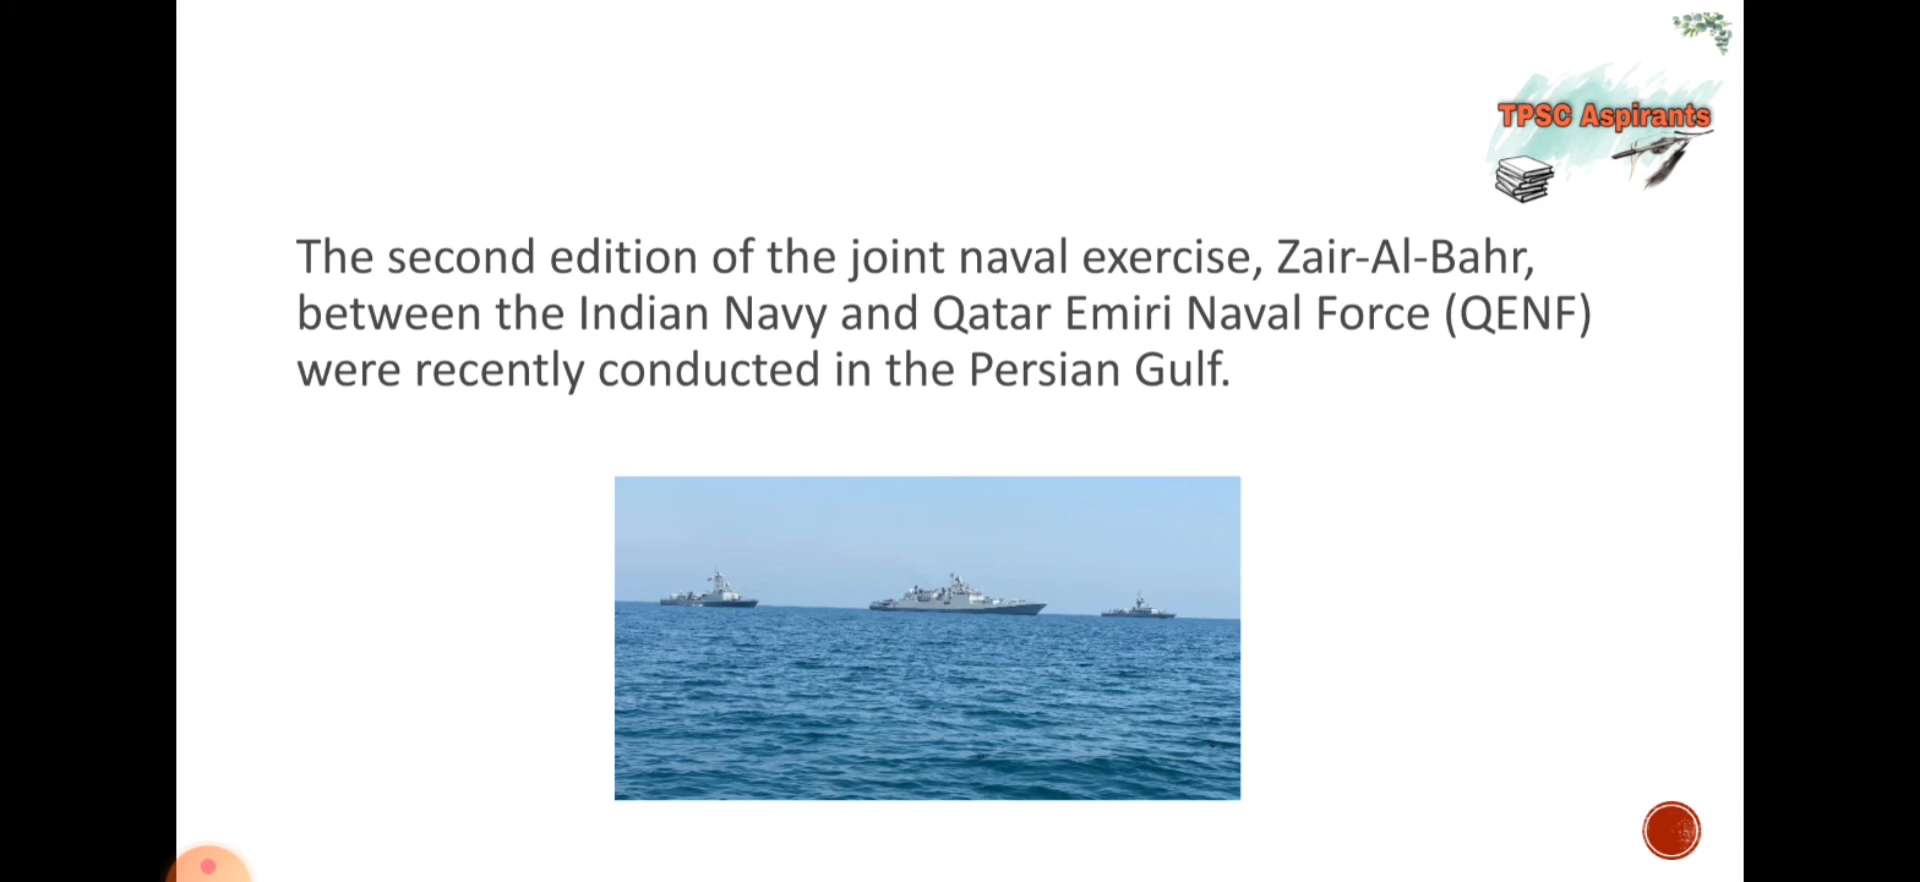 TPSC Aspirants
The second edition of the joint naval exercise, Zair-Al-Bahr,
between the Indian Navy and Qatar Emiri Naval Force (QENF)
were recently conducted in the Persian Gulf.